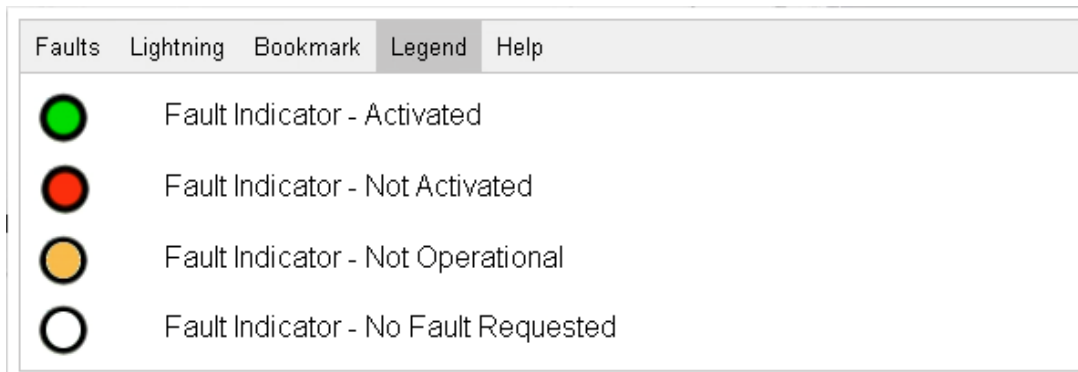 Faults Lightning Bookmark Legend Help
Fault Indicator - Activated
Fault Indicator - Not Activated
Fault Indicator - Not Operational
Fault Indicator - No Fault Requested